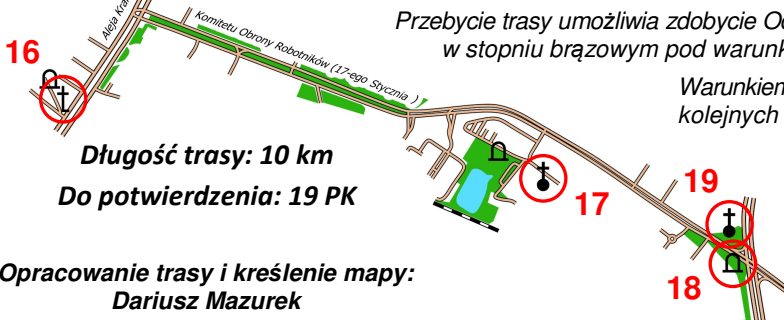 Przebycie trasy umożliwia zdobycie
w stopniu brązowym pod
Warunkiem
kolejnych
Aleja
Komitetu Obrony Robotników (17-ego Stycznia )
16
Długość trasy: 10 km
Do potwierdzenia: 19 PK
17
19
18
Opracowanie trasy i kreślenie mapy:
Dariusz Mazurek